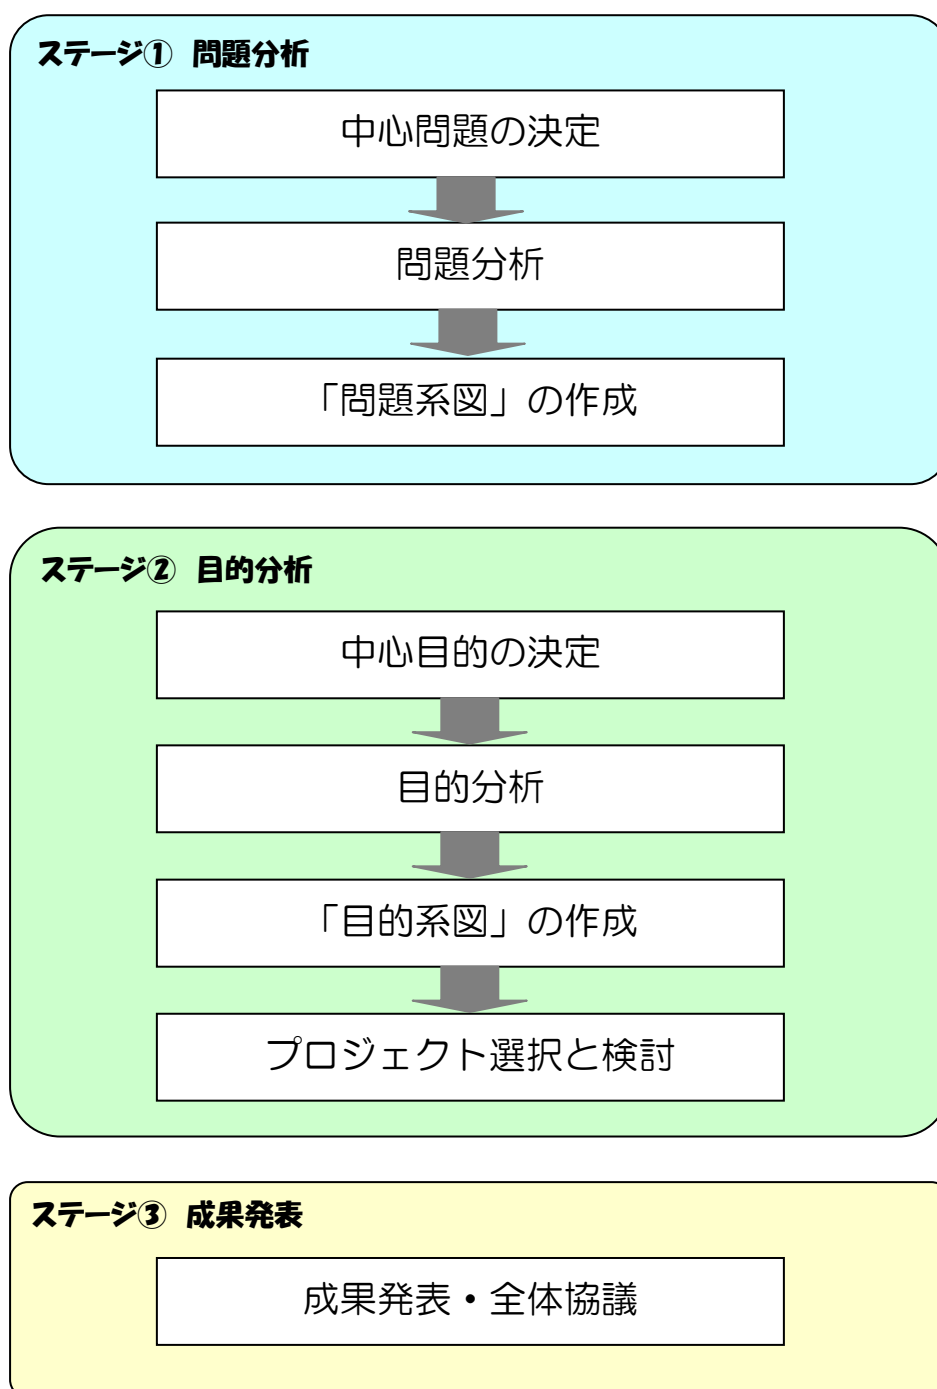 ステージ① 問題分析
中心問題の決定
問題分析
「問題系図」の作成
ステージ② 目的分析
中心目的の決定
目的分析
「目的系図」の作成
プロジェクト選択と検討
ステージ③ 成果発表
成果発表・全体協議